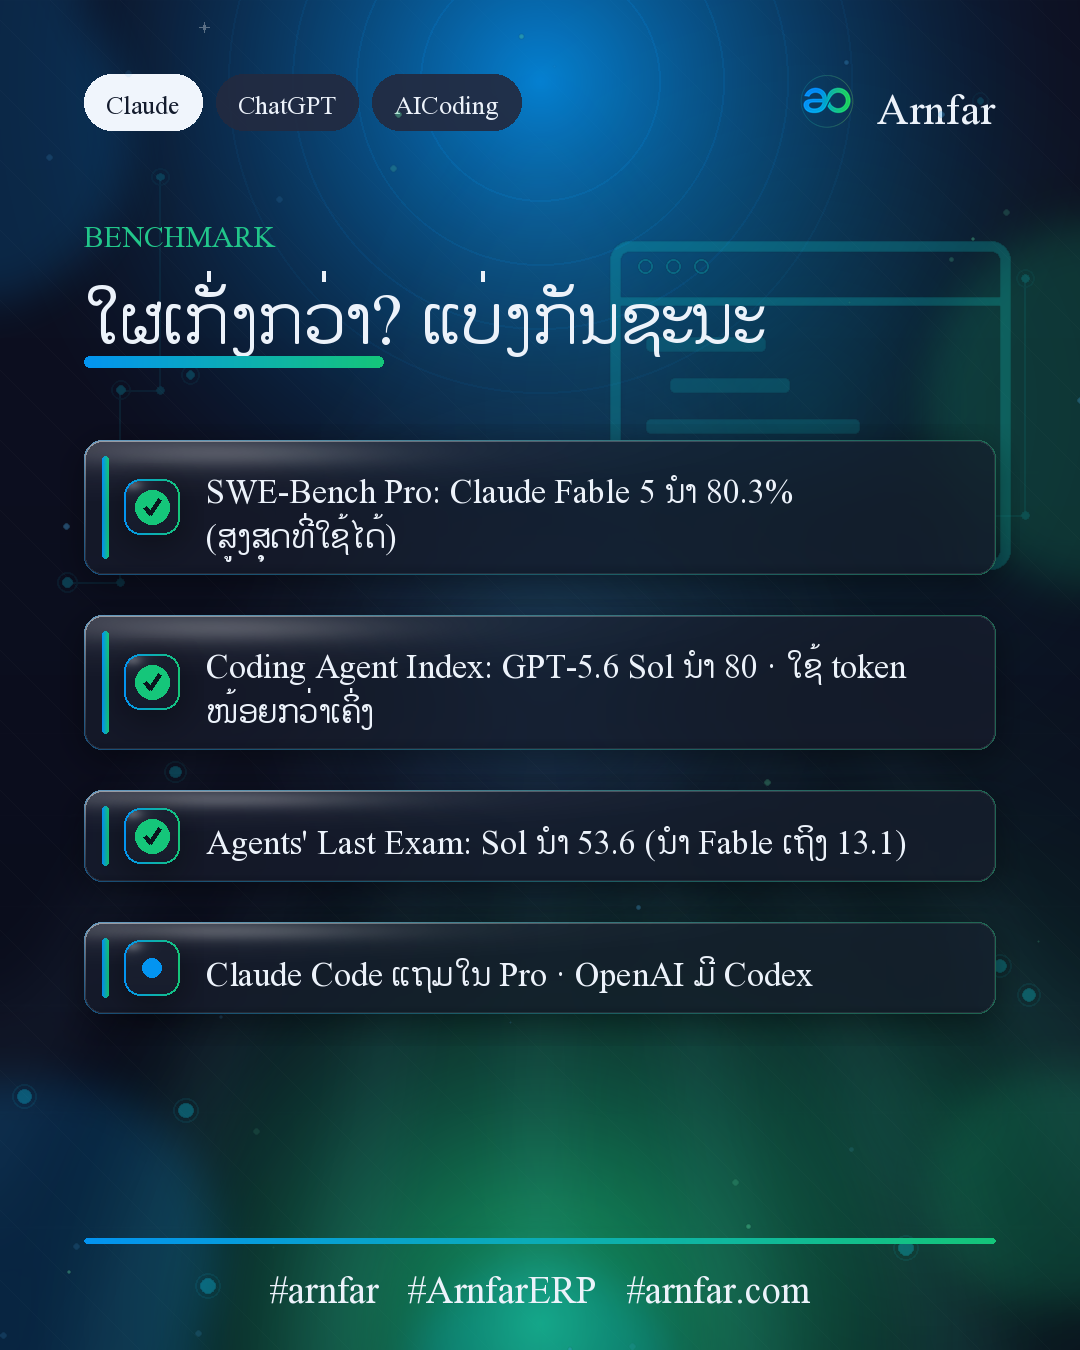 Claude ChatGPT AICoding
Arnfar
BENCHMARK
ໃຜເກັ່ງກວ່າ? ແບ່ງກັນຊະນະ
SWE-Bench Pro: Claude Fable 5 ນຳ 80.3%
(ສູງສຸດທີ່ໃຊ້ໄດ້)
Coding Agent Index: GPT-5.6 Sol ນຳ 80 · ໃຊ້ token
ໜ້ອຍກວ່າເຄິ່ງ
Agents' Last Exam: Sol ນຳ 53.6 (ນຳ Fable ເຖິງ 13.1)
Claude Code ແຖມໃນ Pro · OpenAI ມີ Codex
#arnfar #ArnfarERP #arnfar.com